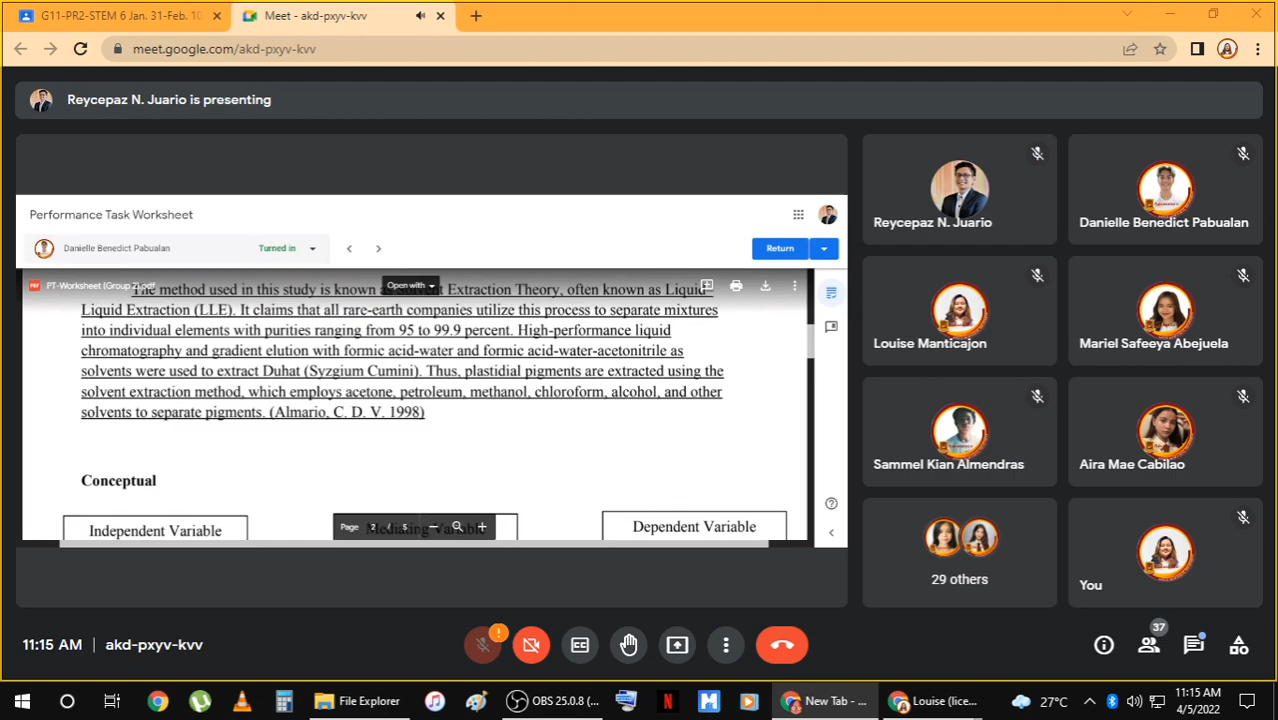 G11-PR2-STEM 6 Jan. 31-Feb. 10
Meet - akd-pxyv-kvv
meet.google.com/akd-pxyv-kvv
Reycepaz N. Juario is presenting
Performance Task Worksheet
Danielle Benedict Pabualan
Turned in
Return
PT-Worksheet (Group 2).pdf
Open with
The method used in this study is known as Solvent Extraction Theory, often known as Liquid-
Liquid Extraction (LLE). It claims that all rare-earth companies utilize this process to separate mixtures
into individual elements with purities ranging from 95 to 99.9 percent. High-performance liquid
chromatography and gradient elution with formic acid-water and formic acid-water-acetonitrile as
solvents were used to extract Duhat (Syzgium Cumini). Thus, plastidial pigments are extracted using the
solvent extraction method, which employs acetone, petroleum, methanol, chloroform, alcohol, and other
solvents to separate pigments. (Almario, C. D. V. 1998)
Conceptual
Independent Variable
Mediating Variable
Dependent Variable
Page 2 / 5
Reycepaz N. Juario
Danielle Benedict Pabualan
Louise Manticajon
Mariel Safeeya Abejuela
Sammel Kian Almendras
Aira Mae Cabilao
29 others
You
11:15 AM | akd-pxyv-kvv
37
File Explorer
OBS 25.0.8 (...
New Tab - ...
Louise (lice...
27°C
11:15 AM
4/5/2022